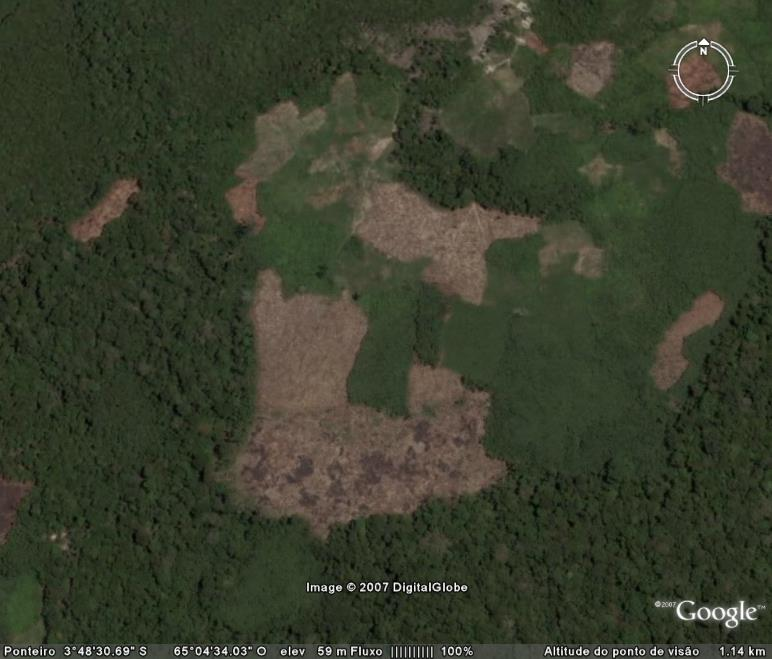 N
Image © 2007 DigitalGlobe
©2007 Google™
Ponteiro 3°48'30.69" S 65°04'34.03" O elev 59 m Fluxo |||||||||| 100% Altitude do ponto de visão 1.14 km